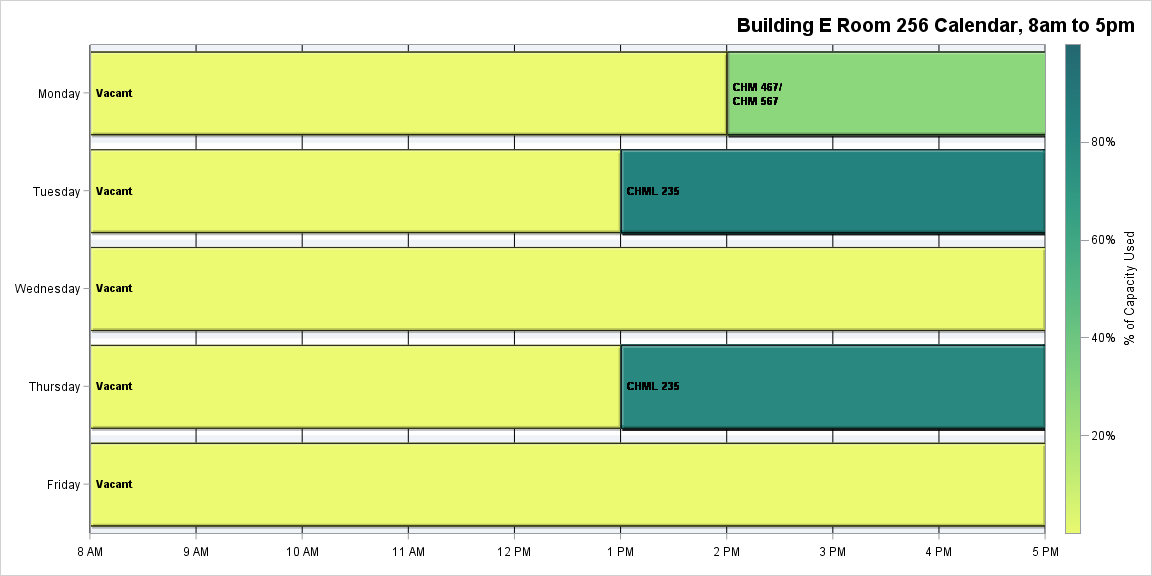 Building E Room 256 Calendar, 8am to 5pm
Monday
Vacant
CHM 467/
CHM 567
Tuesday
Vacant
CHML 235
Wednesday
Vacant
Thursday
Vacant
CHML 235
Friday
Vacant
8 AM
9 AM
10 AM
11 AM
12 PM
1 PM
2 PM
3 PM
4 PM
5 PM
80%
60%
40%
20%
% of Capacity Used